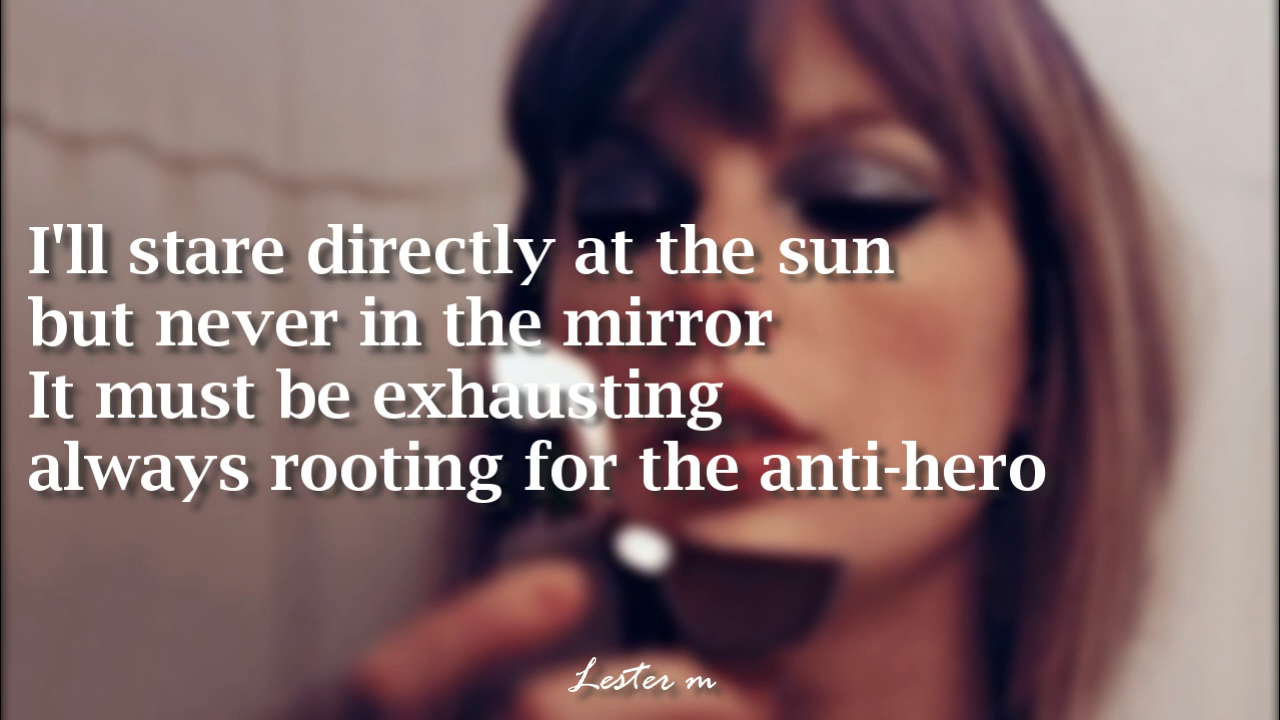 I'll stare directly at the sun
but never in the mirror
It must be exhausting
always rooting for the anti-hero
Lester m